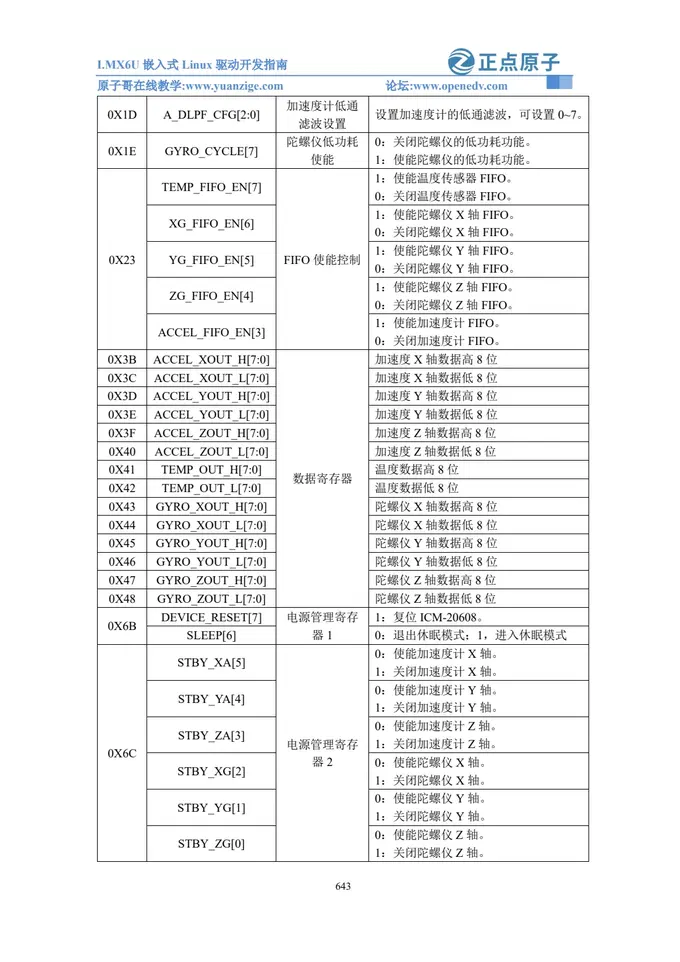 I.MX6U 嵌入式 Linux 驱动开发指南
正点原子
原子哥在线教学:www.yuanzige.com 论坛:www.openedv.com
0X1D A_DLPF_CFG[2:0] 加速度计低通
滤波设置 设置加速度计的低通滤波，可设置 0~7。
0X1E GYRO_CYCLE[7] 陀螺仪低功耗
使能 0：关闭陀螺仪的低功耗功能。
1：使能陀螺仪的低功耗功能。
0X23 TEMP_FIFO_EN[7] FIFO 使能控制 1：使能温度传感器 FIFO。
0：关闭温度传感器 FIFO。
XG_FIFO_EN[6] 1：使能陀螺仪 X 轴 FIFO。
0：关闭陀螺仪 X 轴 FIFO。
YG_FIFO_EN[5] 1：使能陀螺仪 Y 轴 FIFO。
0：关闭陀螺仪 Y 轴 FIFO。
ZG_FIFO_EN[4] 1：使能陀螺仪 Z 轴 FIFO。
0：关闭陀螺仪 Z 轴 FIFO。
ACCEL_FIFO_EN[3] 1：使能加速度计 FIFO。
0：关闭加速度计 FIFO。
0X3B ACCEL_XOUT_H[7:0] 数据寄存器 加速度 X 轴数据高 8 位
0X3C ACCEL_XOUT_L[7:0] 加速度 X 轴数据低 8 位
0X3D ACCEL_YOUT_H[7:0] 加速度 Y 轴数据高 8 位
0X3E ACCEL_YOUT_L[7:0] 加速度 Y 轴数据低 8 位
0X3F ACCEL_ZOUT_H[7:0] 加速度 Z 轴数据高 8 位
0X40 ACCEL_ZOUT_L[7:0] 加速度 Z 轴数据低 8 位
0X41 TEMP_OUT_H[7:0] 温度数据高 8 位
0X42 TEMP_OUT_L[7:0] 温度数据低 8 位
0X43 GYRO_XOUT_H[7:0] 陀螺仪 X 轴数据高 8 位
0X44 GYRO_XOUT_L[7:0] 陀螺仪 X 轴数据低 8 位
0X45 GYRO_YOUT_H[7:0] 陀螺仪 Y 轴数据高 8 位
0X46 GYRO_YOUT_L[7:0] 陀螺仪 Y 轴数据低 8 位
0X47 GYRO_ZOUT_H[7:0] 陀螺仪 Z 轴数据高 8 位
0X48 GYRO_ZOUT_L[7:0] 陀螺仪 Z 轴数据低 8 位
0X6B DEVICE_RESET[7] 电源管理寄存
器 1 1：复位 ICM-20608。
SLEEP[6] 0：退出休眠模式；1，进入休眠模式
0X6C STBY_XA[5] 电源管理寄存
器 2 0：使能加速度计 X 轴。
1：关闭加速度计 X 轴。
STBY_YA[4] 0：使能加速度计 Y 轴。
1：关闭加速度计 Y 轴。
STBY_ZA[3] 0：使能加速度计 Z 轴。
1：关闭加速度计 Z 轴。
STBY_XG[2] 0：使能陀螺仪 X 轴。
1：关闭陀螺仪 X 轴。
STBY_YG[1] 0：使能陀螺仪 Y 轴。
1：关闭陀螺仪 Y 轴。
STBY_ZG[0] 0：使能陀螺仪 Z 轴。
1：关闭陀螺仪 Z 轴。
643